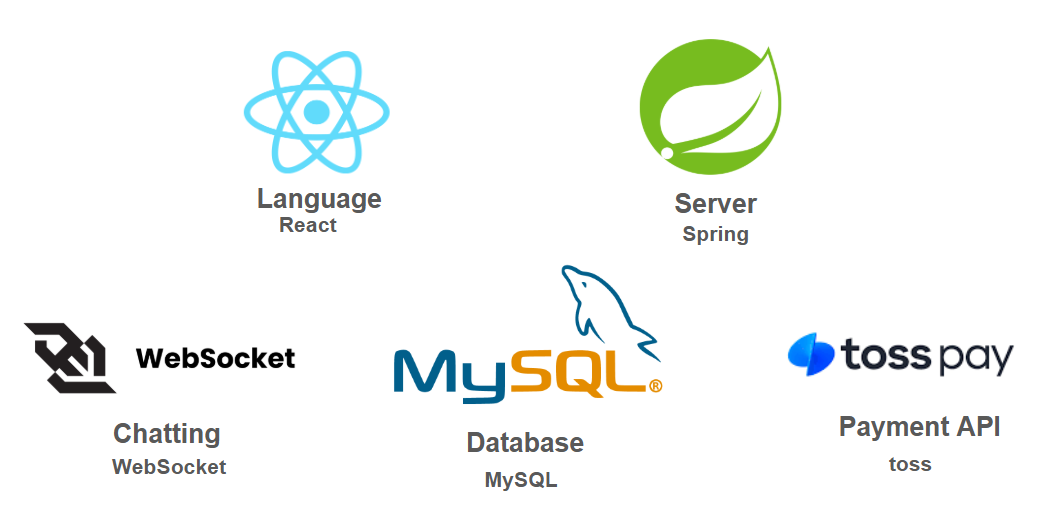 Language
React
Server
Spring
WebSocket
Chatting
WebSocket
MySQL®
Database
MySQL
toss pay
Payment API
toss